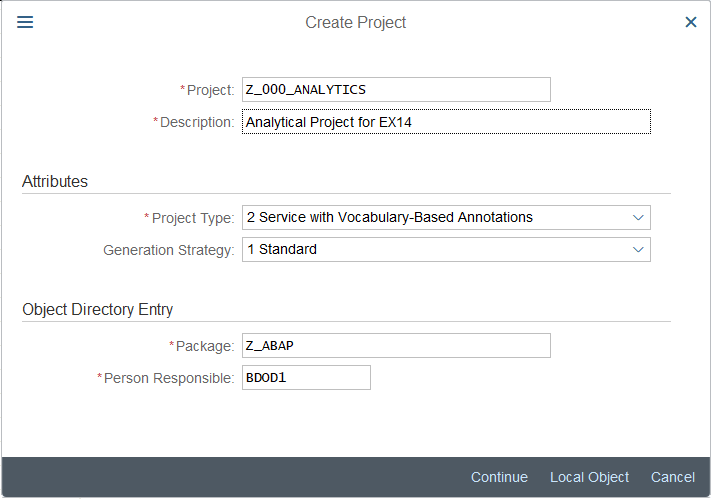 Create Project
*Project: Z_000_ANALYTICS
*Description: Analytical Project for EX14
Attributes
*Project Type: 2 Service with Vocabulary-Based Annotations
Generation Strategy: 1 Standard
Object Directory Entry
*Package: Z_ABAP
*Person Responsible: BDOD1
Continue Local Object Cancel